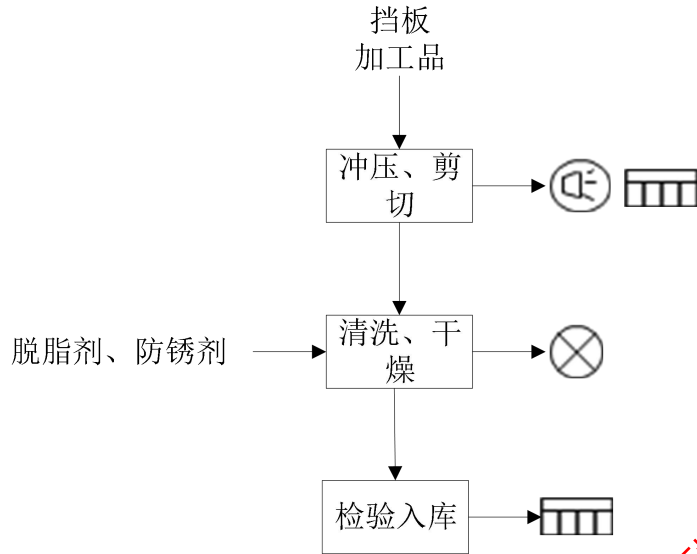 挡板
加工品
冲压、剪
切
脱脂剂、防锈剂
清洗、干
燥
检验入库